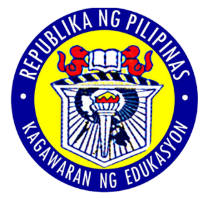 REPUBLIKA NG PILIPINAS
KAGAWARAN NG EDUKASYON